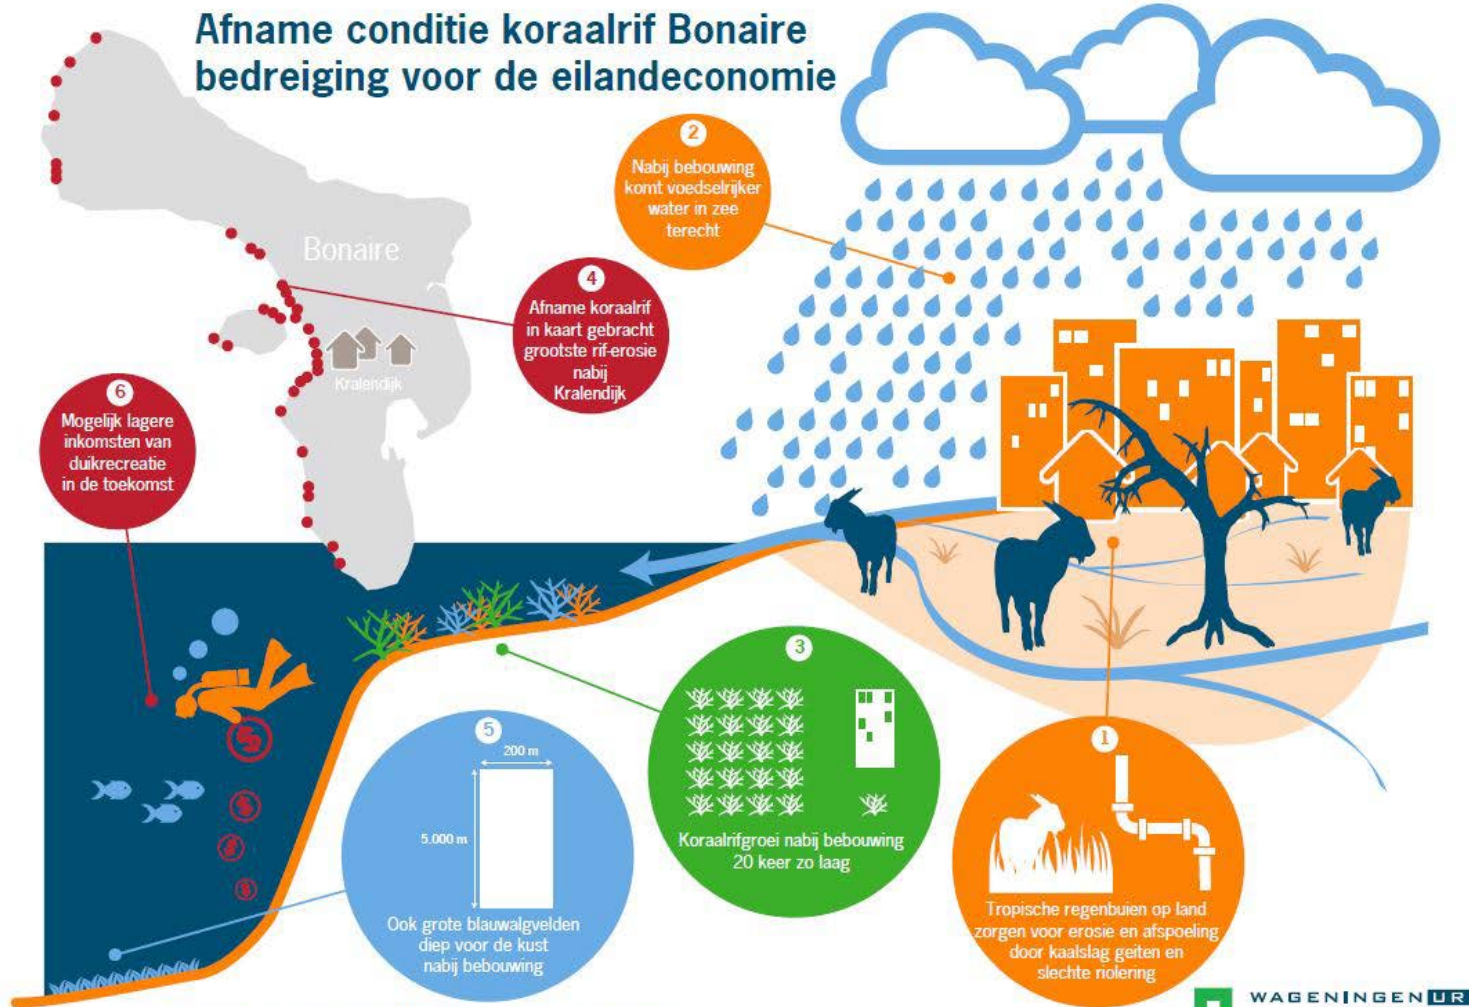 Afname conditie koraalrif Bonaire
bedreiging voor de eilandeconomie
Bonaire
Kralendijk
1
Tropische regenbuien op land
zorgen voor erosie en afspoeling
door kaalslag geiten en
slechte riolering
2
Nabij bebouwing
komt voedselrijker
water in zee
terecht
3
Koraalrifgroei nabij bebouwing
20 keer zo laag
4
Afname koraalrif
in kaart gebracht
grootste rif-erosie
nabij
Kralendijk
5
200 m
5.000 m
Ook grote blauwalgvelden
diep voor de kust
nabij bebouwing
6
Mogelijk lagere
inkomsten van
duikrecreatie
in de toekomst
$
$
$
$
WAGENINGEN UR